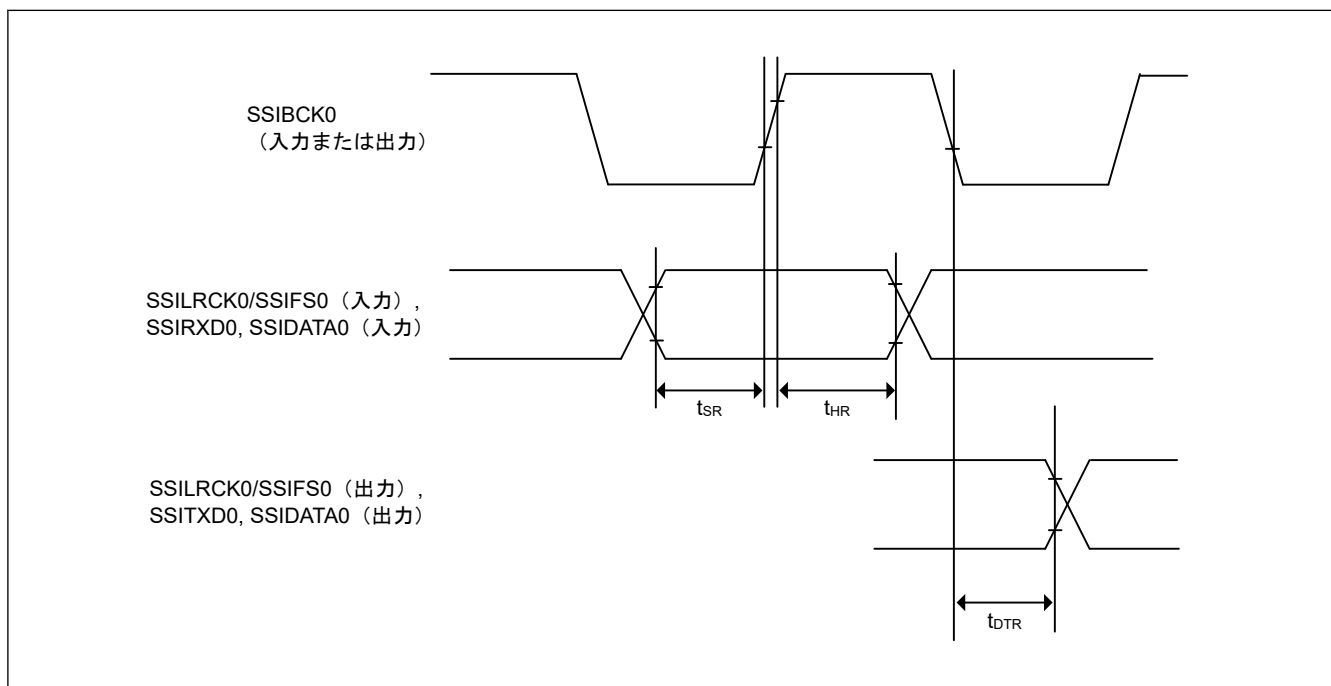 SSIBCK0
（入力または出力）
SSILRCK0/SSIFS0（入力）,
SSIRXD0, SSIDATA0（入力）
tSR
tHR
SSILRCK0/SSIFS0（出力）,
SSITXD0, SSIDATA0（出力）
tDTR